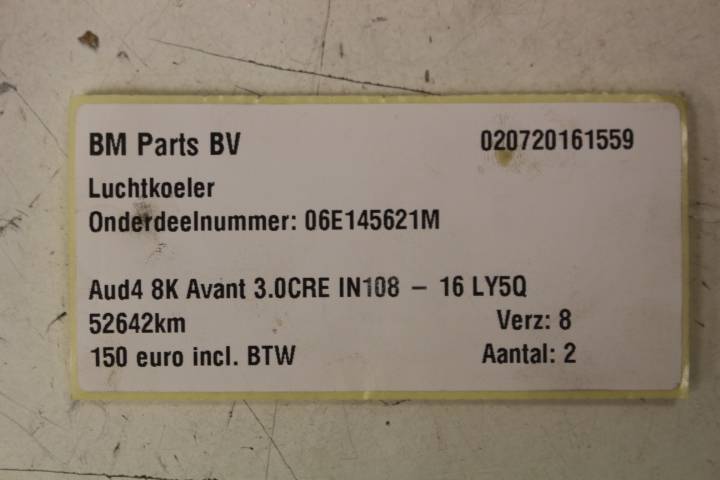 BM Parts BV 020720161559
Luchtkoeler
Onderdeelnummer: 06E145621M
Aud4 8K Avant 3.0CRE IN108 – 16 LY5Q
52642km Verz: 8
150 euro incl. BTW Aantal: 2